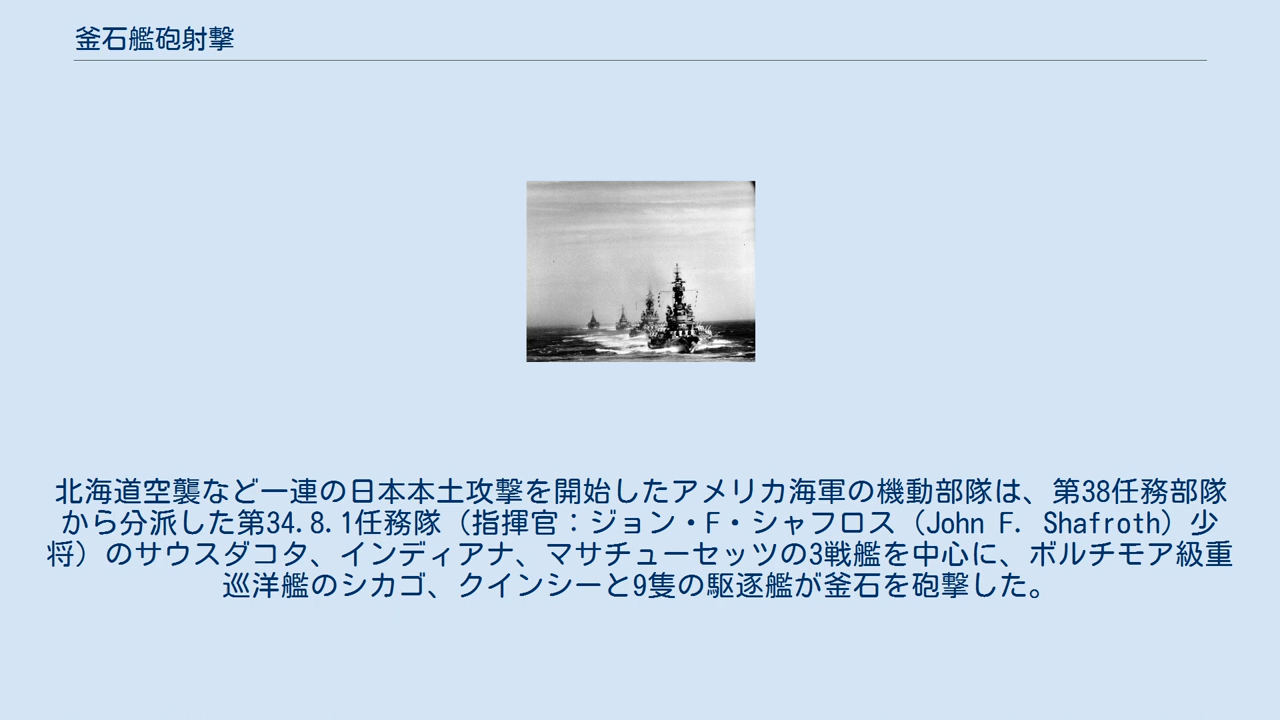 釜石艦砲射撃
北海道空襲など一連の日本本土攻撃を開始したアメリカ海軍の機動部隊は、第38任務部隊
から分派した第34.8.1任務隊（指揮官：ジョン・F・シャフロス（John F. Shafroth）少
将）のサウスダコタ、インディアナ、マサチューセッツの3戦艦を中心に、ボルチモア級重
巡洋艦のシカゴ、クインシーと9隻の駆逐艦が釜石を砲撃した。